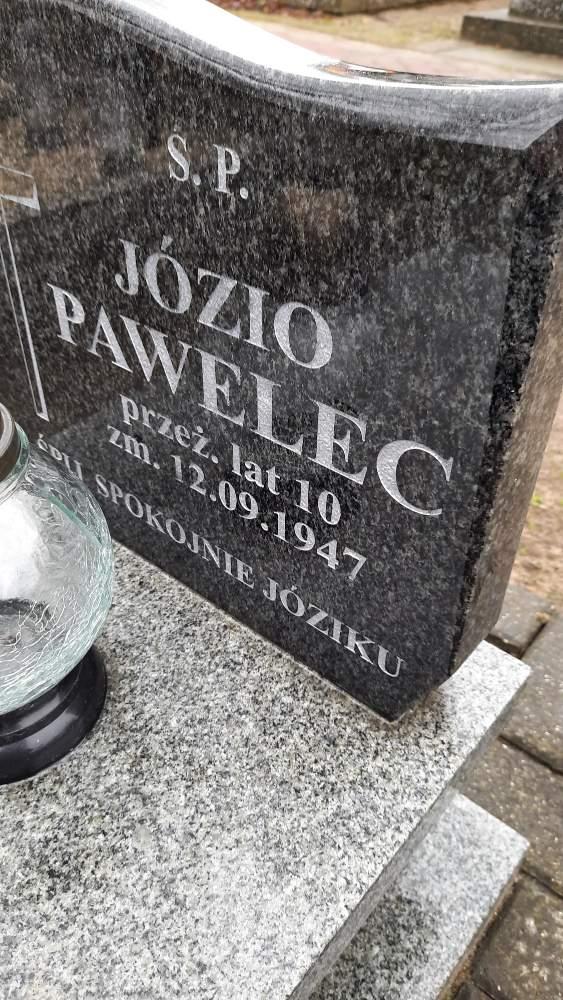 Ś.P.
JÓZIO
PAWELEC
przeż. lat 10
zm. 12.09.1947
ŚPIJ SPOKOJNIE JÓZIKU